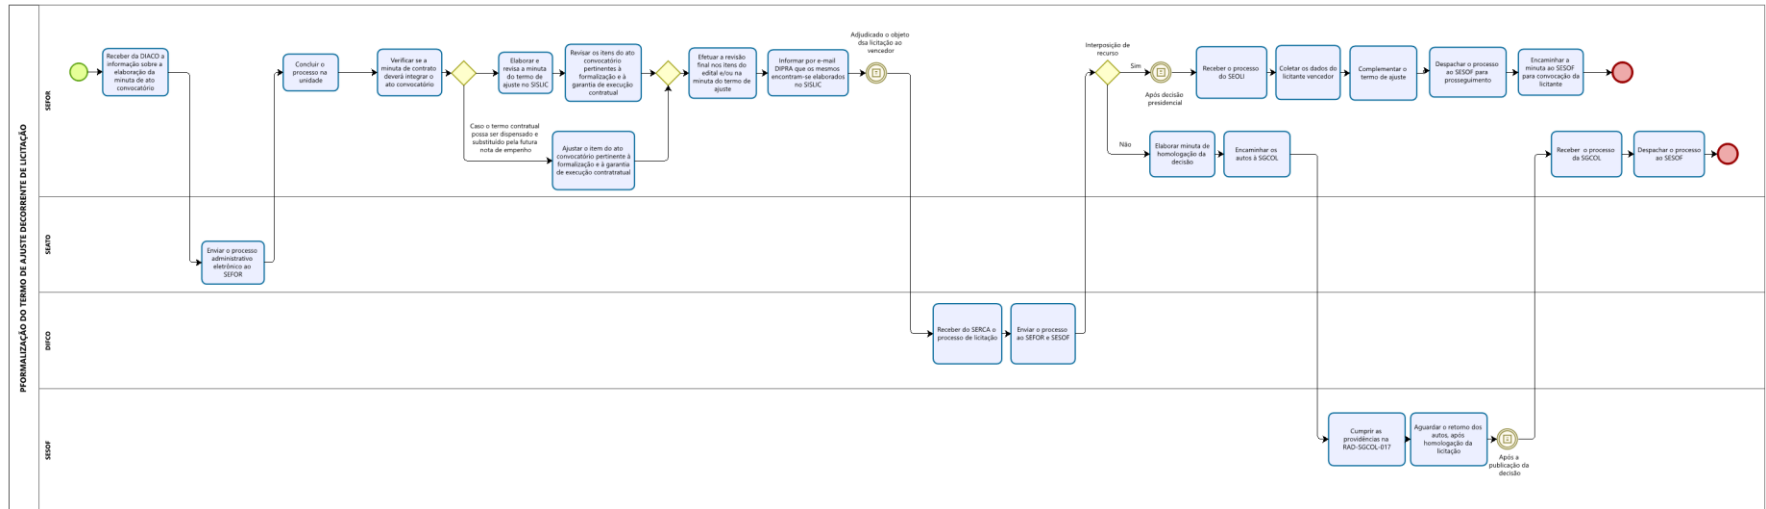 PFORMALIZAÇÃO DO TERMO DE AJUSTE DECORRENTE DE LICITAÇÃO
SEFOR
Receber da DIACO a
informação sobre a
elaboração da
minuta de ato
convocatório
Concluir o
processo na
unidade
Verificar se a
minuta de contrato
deverá integrar o
ato convocatório
Elaborar e
revisa a minuta
do termo de
ajuste no SISLIC
Revisar os itens do ato
convocatório
pertinentes à
formalização e à
garantia de execução
contratual
Efetuar a revisão
final nos itens do
edital e/ou na
minuta do termo de
ajuste
Informar por e-mail
DIPRA que os mesmos
encontram-se elaborados
no SISLIC
Adjudicado o objeto
dsa licitação ao
vencedor
Caso o termo contratual
possa ser dispensado e
substituído pela futura
nota de empenho
Ajustar o item do ato
convocatório pertinente à
formalização e à garantia
de execução contratratual
Interposição de
recurso
Sim
Após decisão
presidencial
Receber o processo
do SEOLI
Coletar os dados do
licitante vencedor
Complementar o
termo de ajuste
Despachar o processo
ao SESOF para
prosseguimento
Encaminhar a
minuta ao SESOF
para convocação da
licitante
Não
Elaborar minuta de
homologação da
decisão
Encaminhar os
autos à SGCOL
Receber o processo
da SGCOL
Despachar o processo
ao SESOF
SEATO
Enviar o processo
administrativo
eletrônico ao
SEFOR
DIFCO
Receber do SERCA o
processo de licitação
Enviar o processo
ao SEFOR e SESOF
SESOF
Cumprir as
providências na
RAD-SGCOL-017
Aguardar o retorno dos
autos, após
homologação da
licitação
Após a
publicação da
decisão